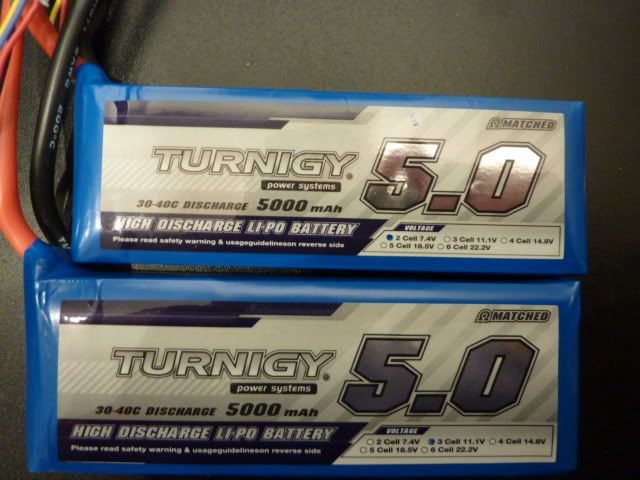 Ω MATCHED
TURNIGY® 5.0
power systems
30-40C DISCHARGE 5000 mAh
HIGH DISCHARGE LI-PO BATTERY
Please read safety warning & usageguidelineson reverse side
VOLTAGE
2 Cell 7.4V 3 Cell 11.1V 4 Cell 14.8V
5 Cell 18.5V 6 Cell 22.2V
Ω MATCHED
TURNIGY® 5.0
power systems
30-40C DISCHARGE 5000 mAh
HIGH DISCHARGE LI-PO BATTERY
Please read safety warning & usageguidelineson reverse side
VOLTAGE
2 Cell 7.4V 3 Cell 11.1V 4 Cell 14.8V
5 Cell 18.5V 6 Cell 22.2V